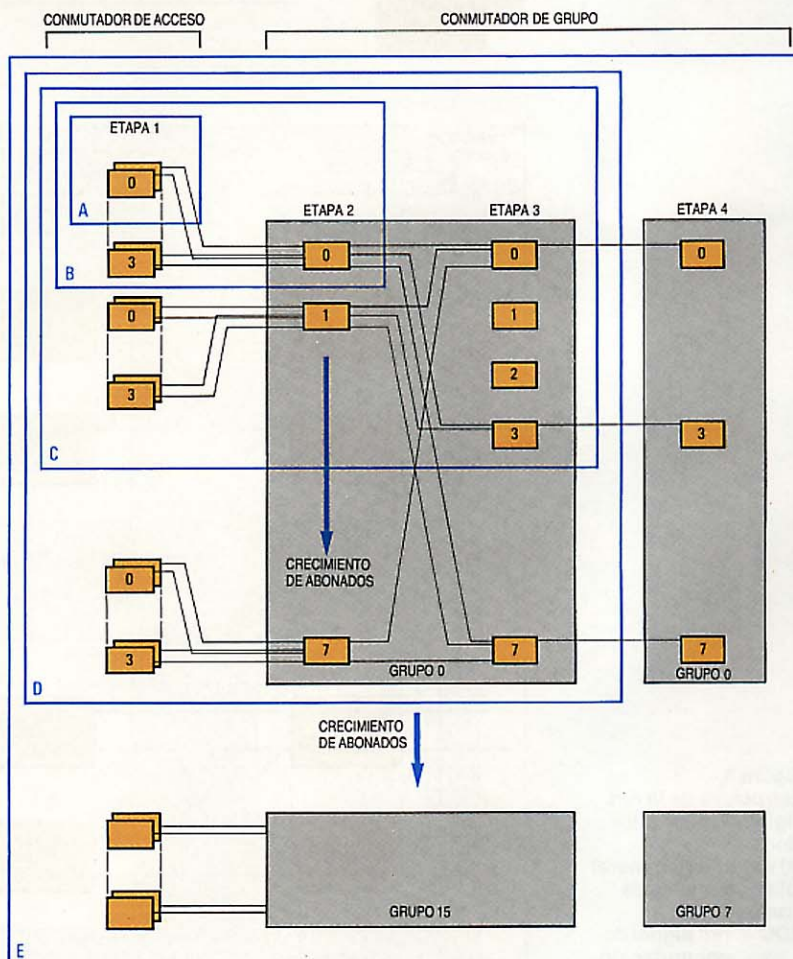 CONMUTADOR DE ACCESO
CONMUTADOR DE GRUPO
ETAPA 1
0
A
ETAPA 2
ETAPA 3
ETAPA 4
3
0
0
0
B
0
1
1
2
3
3
3
C
CRECIMIENTO
DE ABONADOS
0
3
7
7
7
GRUPO 0
GRUPO 0
D
CRECIMIENTO
DE ABONADOS
GRUPO 15
GRUPO 7
E